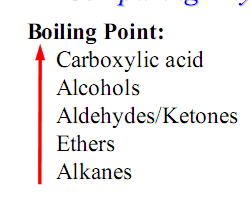 Boiling Point:
Carboxylic acid
Alcohols
Aldehydes/Ketones
Ethers
Alkanes